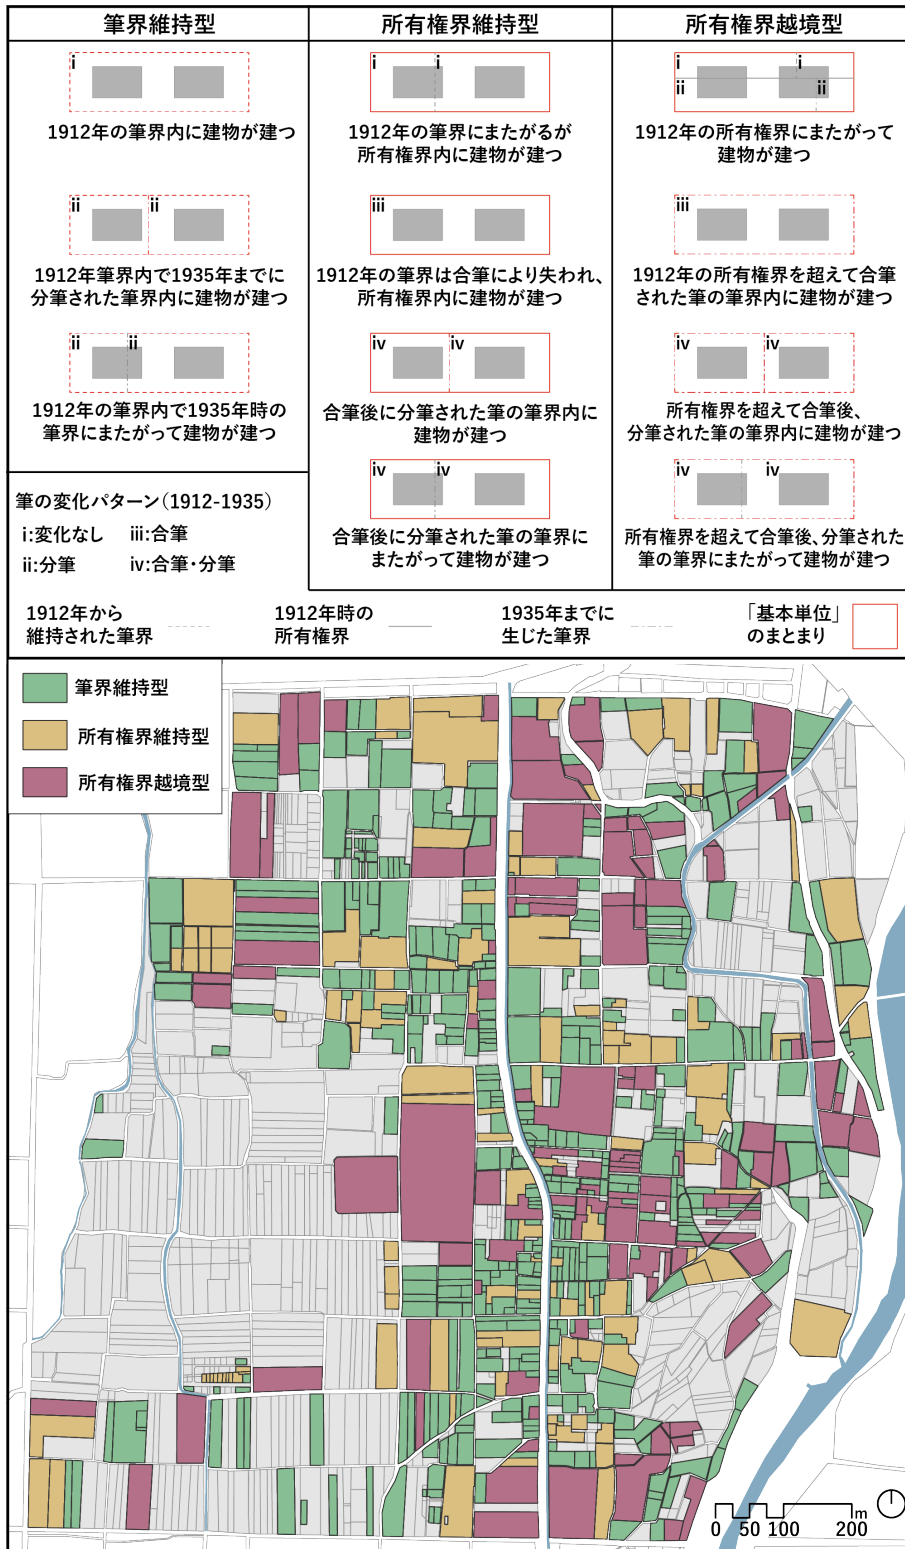 筆界維持型
i
1912年の筆界内に建物が建つ
ii
ii
1912年筆界内で1935年までに
分筆された筆界内に建物が建つ
ii
ii
1912年の筆界内で1935年時の
筆界にまたがって建物が建つ
所有権界維持型
i
i
1912年の筆界にまたがるが
所有権界内に建物が建つ
iii
1912年の筆界は合筆により失われ、
所有権界内に建物が建つ
iv
iv
合筆後に分筆された筆の筆界内に
建物が建つ
iv
iv
合筆後に分筆された筆の筆界に
またがって建物が建つ
所有権界越境型
i
i
ii
ii
1912年の所有権界にまたがって
建物が建つ
iii
1912年の所有権界を超えて合筆
された筆の筆界内に建物が建つ
iv
iv
所有権界を超えて合筆後、
分筆された筆の筆界内に建物が建つ
iv
iv
所有権界を超えて合筆後、分筆された
筆の筆界にまたがって建物が建つ
筆の変化パターン(1912-1935)
i:変化なし iii:合筆
ii:分筆 iv:合筆・分筆
1912年から
維持された筆界
1912年時の
所有権界
1935年までに
生じた筆界
「基本単位」
のまとまり
筆界維持型
所有権界維持型
所有権界越境型
m
0 50 100 200